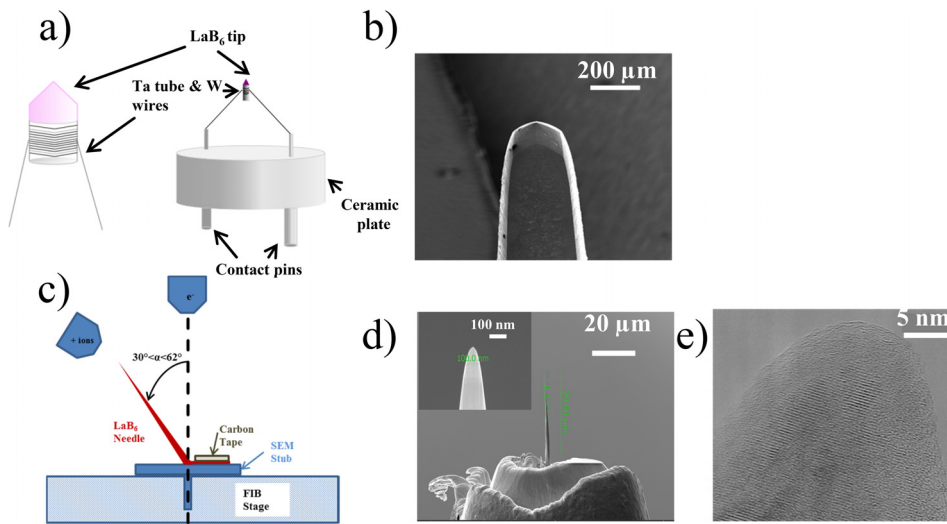 a)
LaB₆ tip
Ta tube & W
wires
Ceramic
plate
Contact pins
b)
200 µm
c)
e⁻
+ ions
30°<α<62°
LaB₆
Needle
Carbon
Tape
SEM
Stub
FIB
Stage
d)
100 nm
20 µm
e)
5 nm